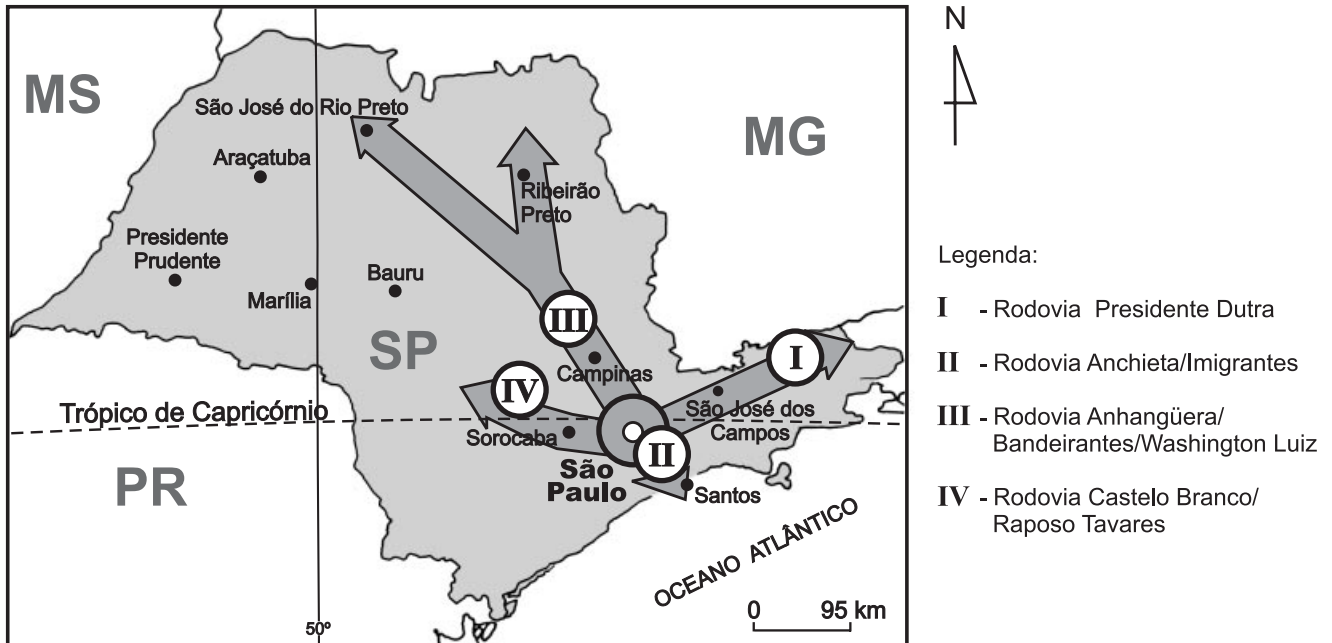 MS
São José do Rio Preto
Araçatuba
MG
Ribeirão
Preto
Presidente
Prudente
Marília
Bauru
SP
III
Campinas
I
IV
Trópico de Capricórnio
São José dos
Campos
Sorocaba
II
São
Paulo
Santos
PR
OCEANO ATLÂNTICO
50º
0 95 km
N
Legenda:
I - Rodovia Presidente Dutra
II - Rodovia Anchieta/Imigrantes
III - Rodovia Anhangüera/
Bandeirantes/Washington Luiz
IV - Rodovia Castelo Branco/
Raposo Tavares